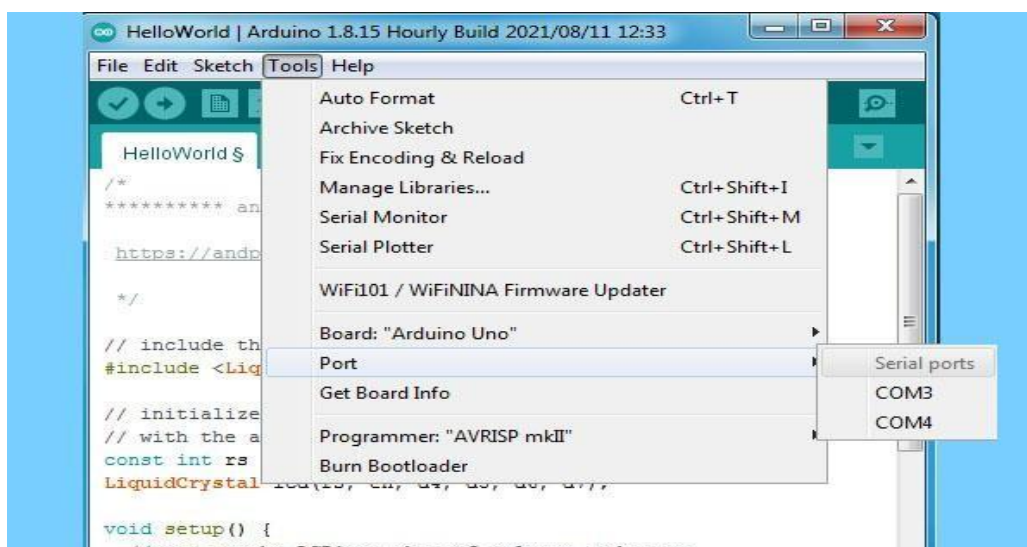 HelloWorld | Arduino 1.8.15 Hourly Build 2021/08/11 12:33
File Edit Sketch Tools Help
Auto Format Ctrl+T
Archive Sketch
HelloWorld §
Fix Encoding & Reload
/*
Manage Libraries... Ctrl+Shift+I
********** an
Serial Monitor Ctrl+Shift+M
Serial Plotter Ctrl+Shift+L
https://andp
WiFi101 / WiFiNINA Firmware Updater
*/
Board: "Arduino Uno"
// include th
Port
Serial ports
#include <Liq
Get Board Info
COM3
// initialize
COM4
// with the a
Programmer: "AVRISP mkII"
const int rs
Burn Bootloader
LiquidCrystal
void setup() {